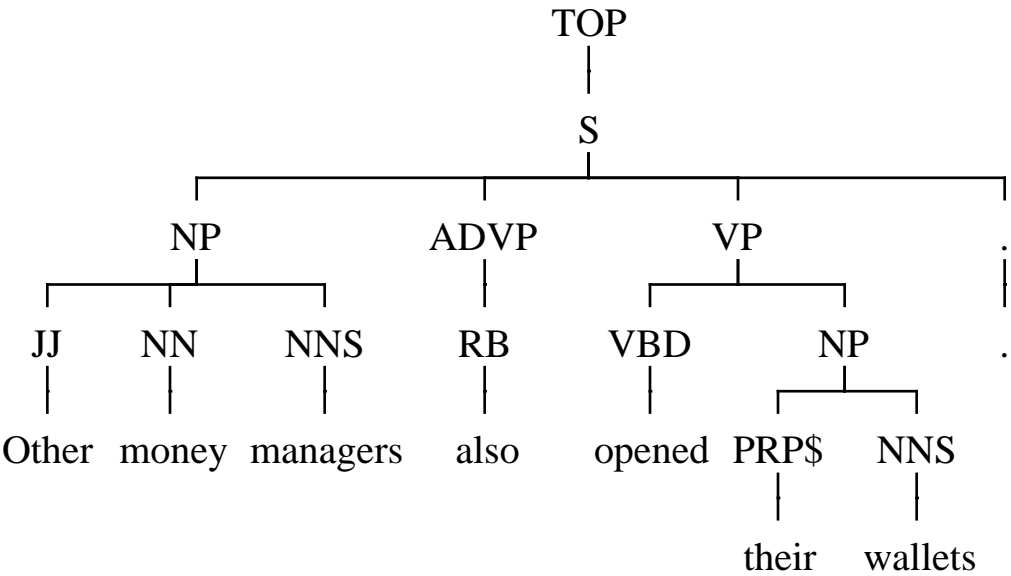 TOP
S
NP ADVP VP .
JJ NN NNS RB VBD NP .
Other money managers also opened PRP$ NNS
their wallets